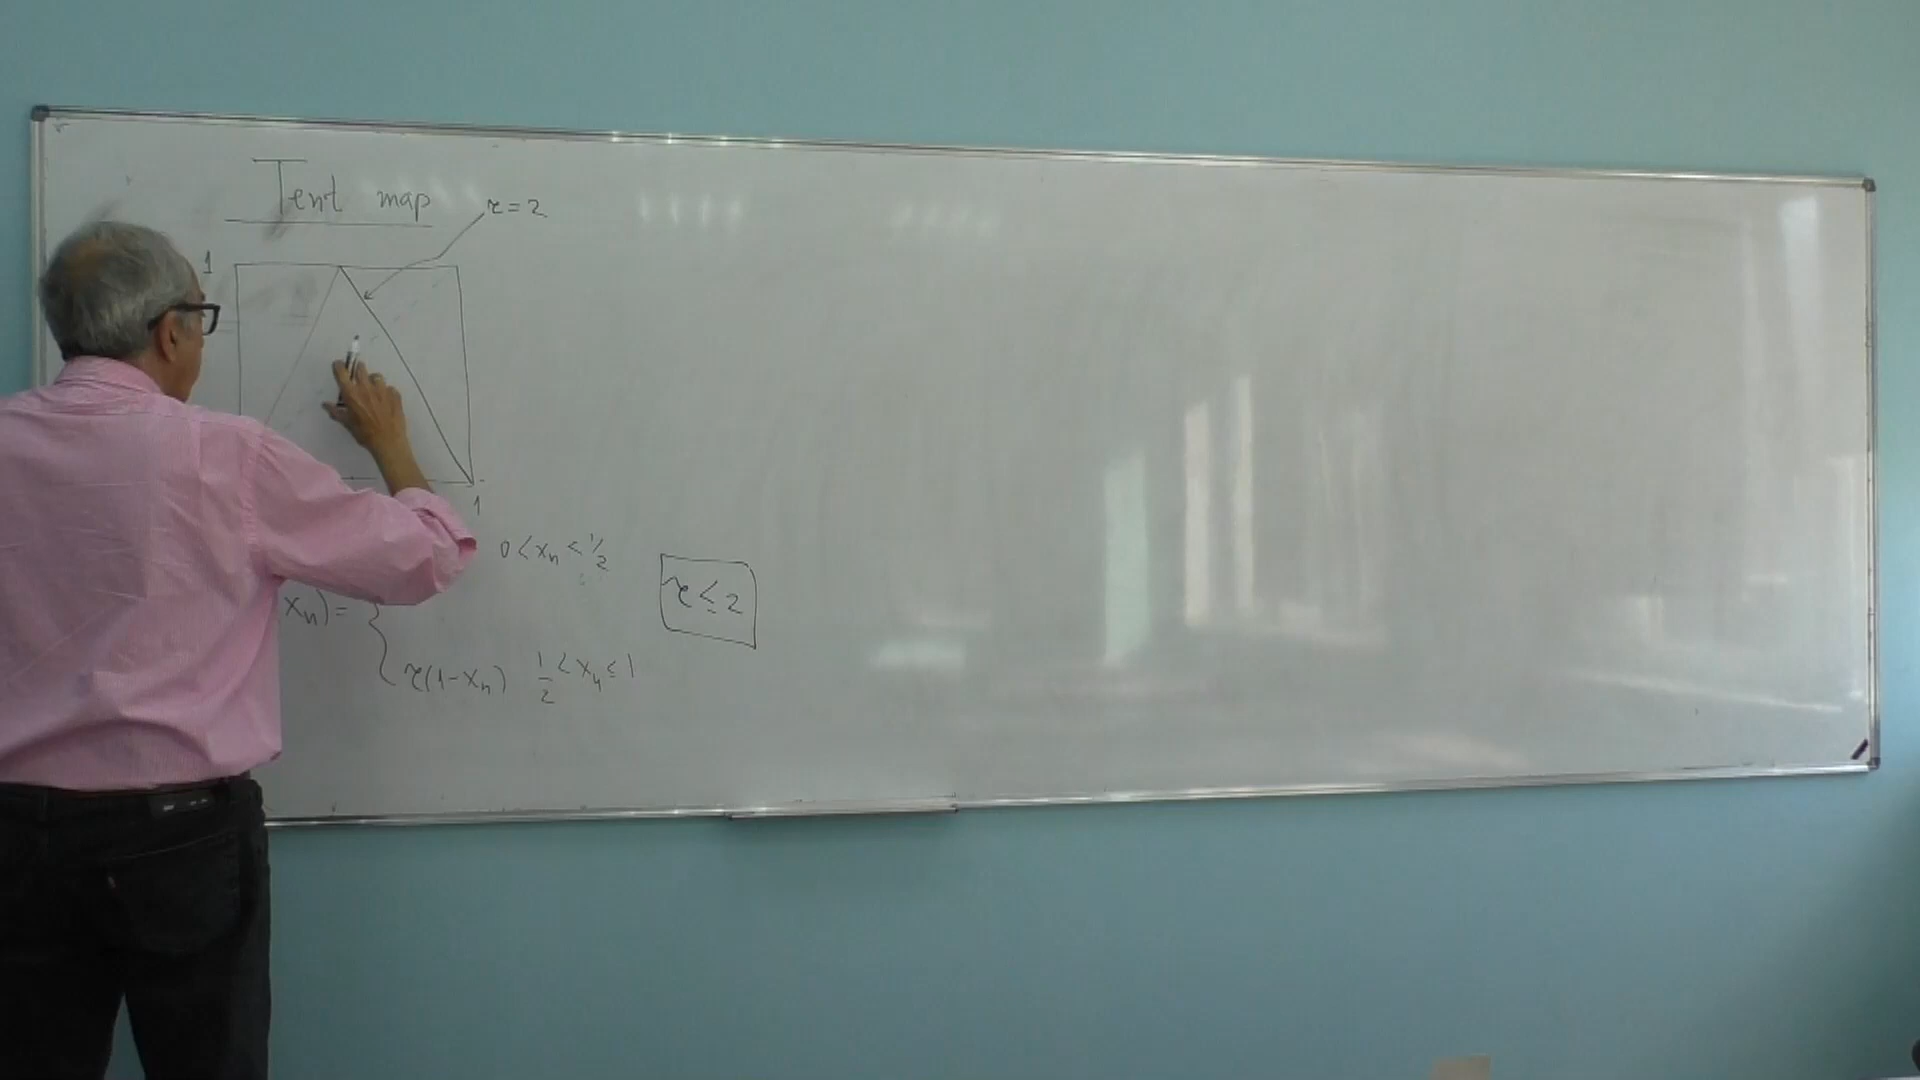 Tent map
r = 2
1
1
0 < xn < 1/2
xn) =
r ≤ 2
r(1-xn) 1/2 < xn ≤ 1